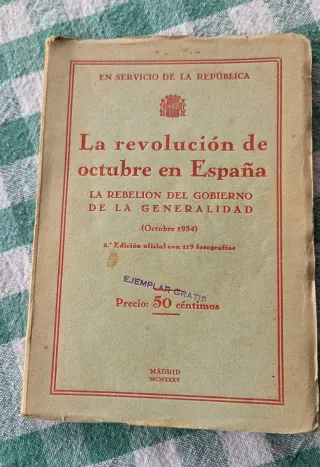 EN SERVICIO DE LA REPÚBLICA
La revolución de
octubre en España
LA REBELION DEL GOBIERNO
DE LA GENERALIDAD
(Octubre 1934)
2.ª Edición oficial con 119 fotografías
EJEMPLAR GRATIS
Precio: 50 céntimos
MADRID
MCMXXXV